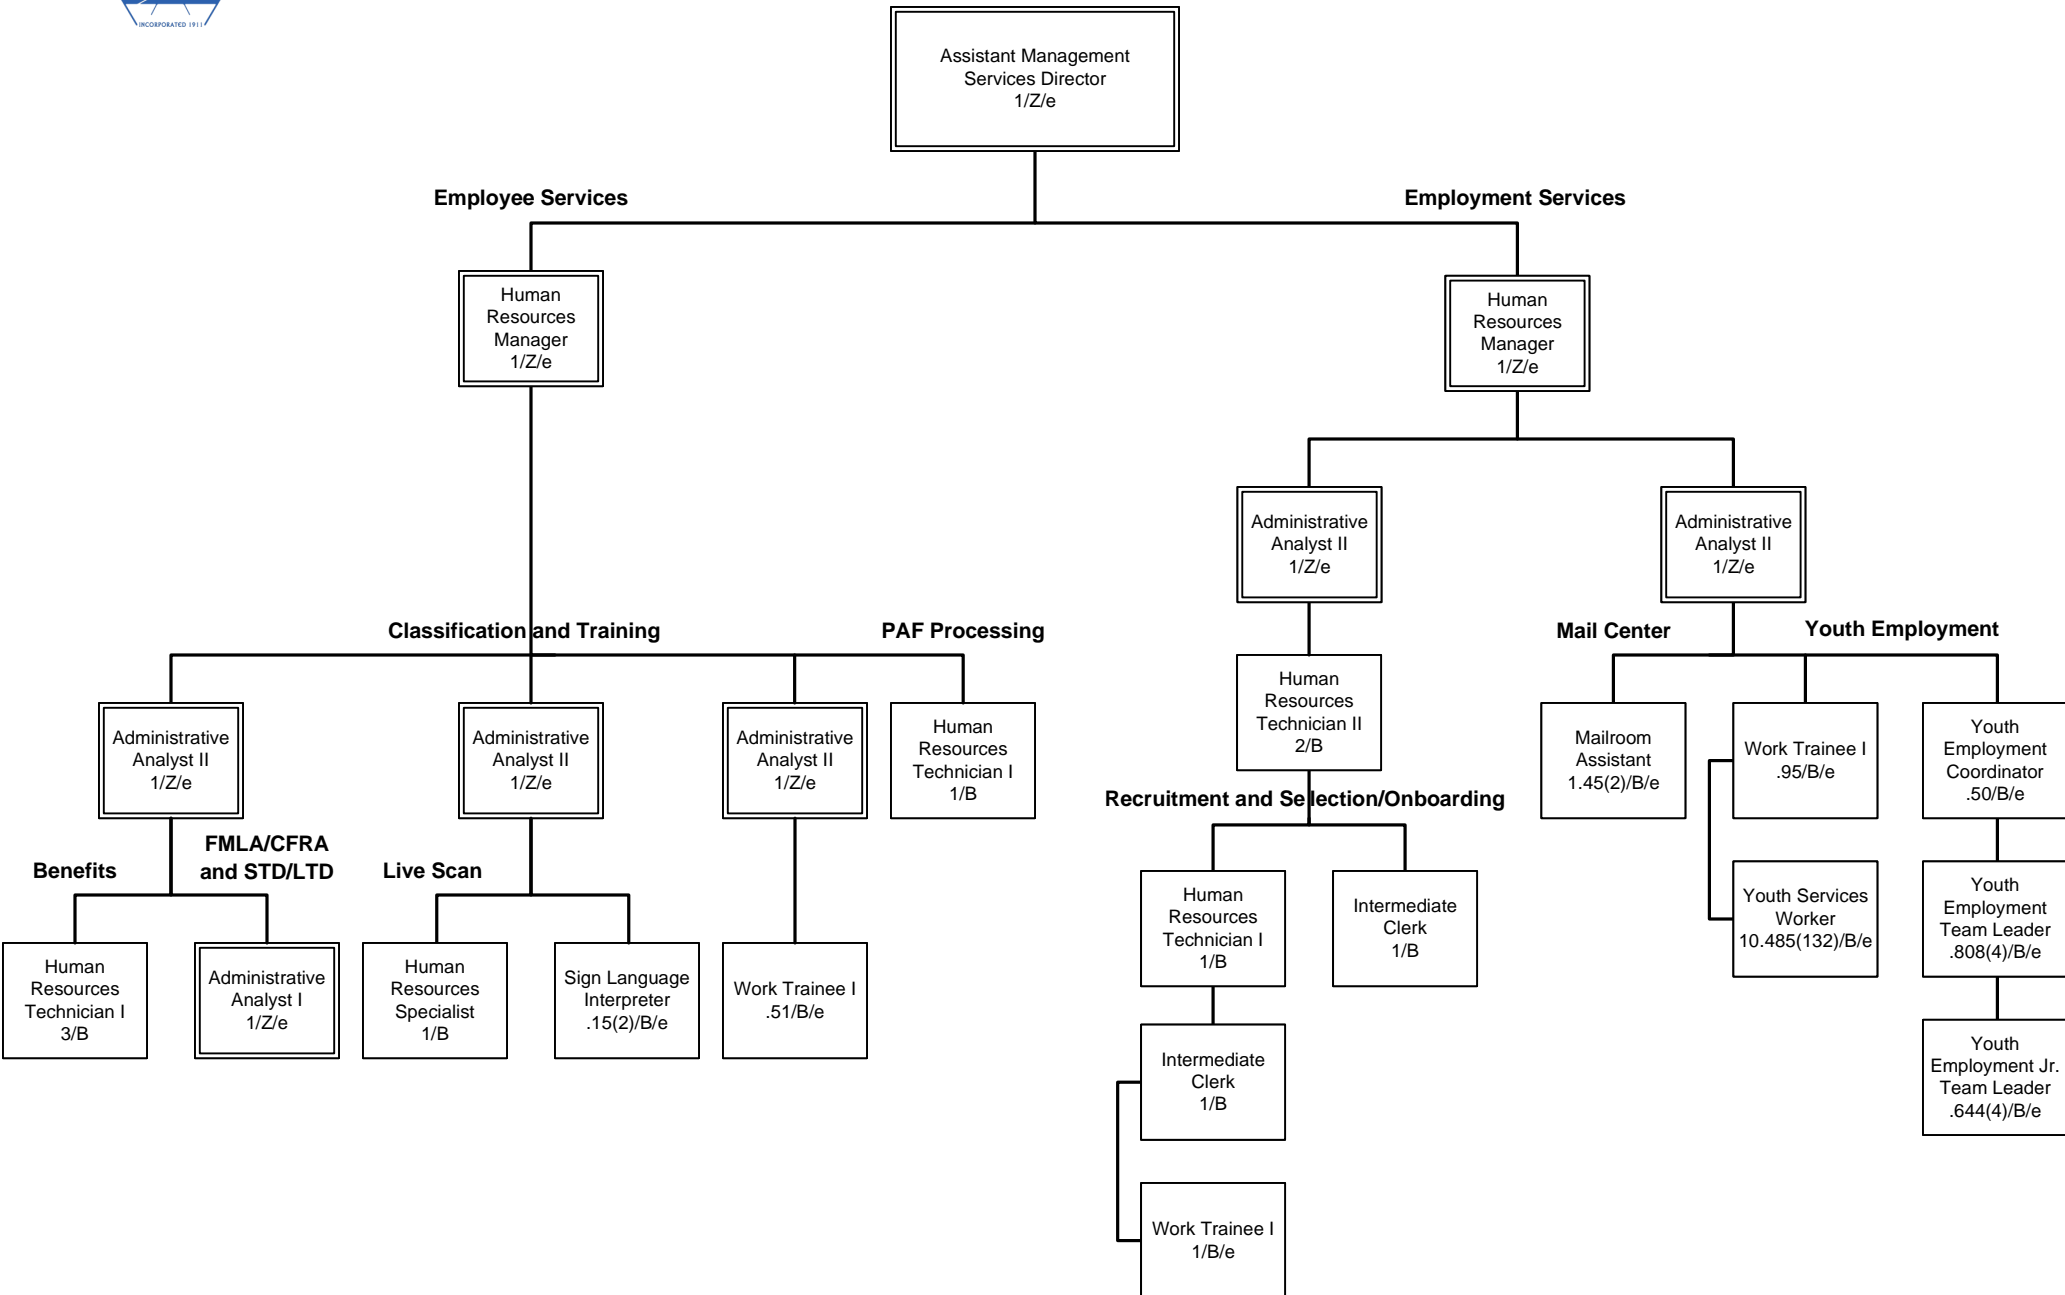 INCORPORATED 1911
Assistant Management
Services Director
1/Z/e
Employee Services
Employment Services
Human
Resources
Manager
1/Z/e
Human
Resources
Manager
1/Z/e
Administrative
Analyst II
1/Z/e
Administrative
Analyst II
1/Z/e
Classification and Training
PAF Processing
Mail Center
Youth Employment
Human
Resources
Technician II
2/B
Administrative
Analyst II
1/Z/e
Administrative
Analyst II
1/Z/e
Administrative
Analyst II
1/Z/e
Human
Resources
Technician I
1/B
Mailroom
Assistant
1.45(2)/B/e
Work Trainee I
.95/B/e
Youth
Employment
Coordinator
.50/B/e
Recruitment and Selection/Onboarding
Benefits
FMLA/CFRA
and STD/LTD
Live Scan
Human
Resources
Technician I
1/B
Intermediate
Clerk
1/B
Youth Services
Worker
10.485(132)/B/e
Youth
Employment
Team Leader
.808(4)/B/e
Human
Resources
Technician I
3/B
Administrative
Analyst I
1/Z/e
Human
Resources
Specialist
1/B
Sign Language
Interpreter
.15(2)/B/e
Work Trainee I
.51/B/e
Intermediate
Clerk
1/B
Youth
Employment Jr.
Team Leader
.644(4)/B/e
Work Trainee I
1/B/e